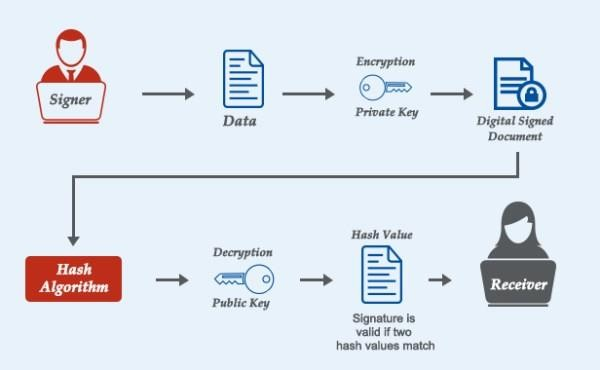 Signer
Data
Encryption
Private Key
Digital Signed
Document
Hash
Algorithm
Decryption
Public Key
Hash Value
Signature is
valid if two
hash values match
Receiver